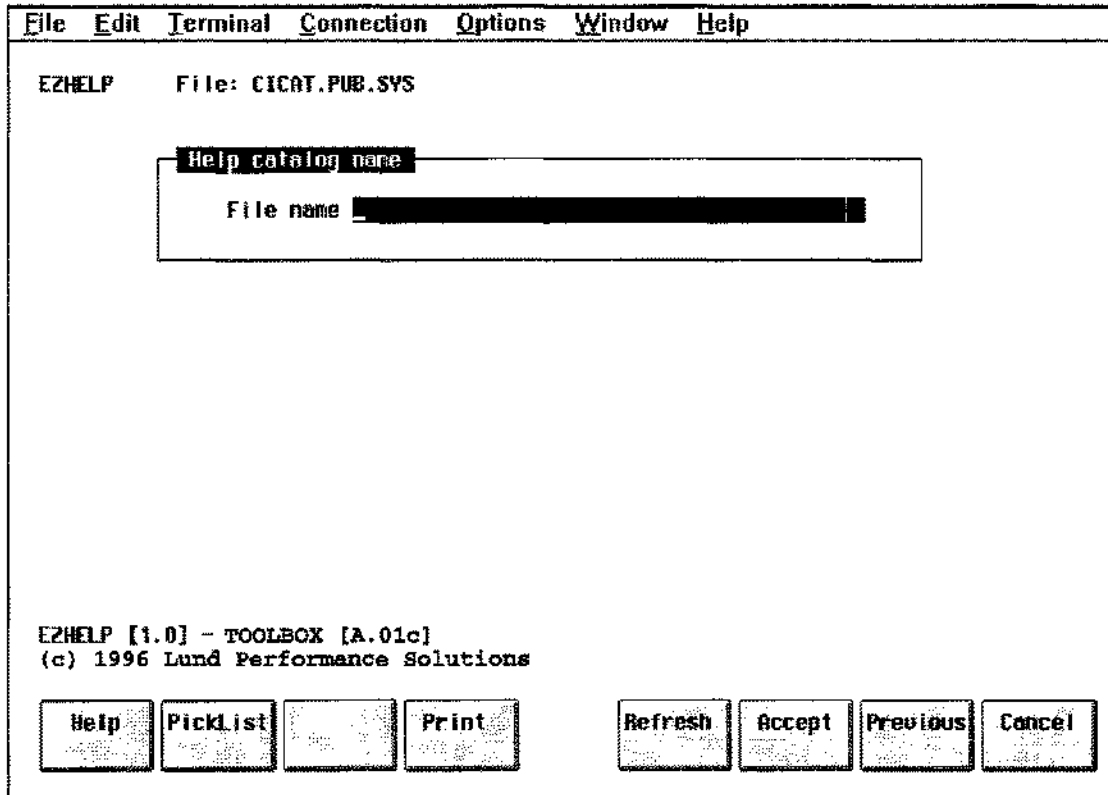 File Edit Terminal Connection Options Window Help
EZHELP File: CICAT.PUB.SYS
Help catalog name
File name
EZHELP [1.0] - TOOLBOX [A.01c]
(c) 1996 Lund Performance Solutions
Help PickList Print Refresh Accept Previous Cancel